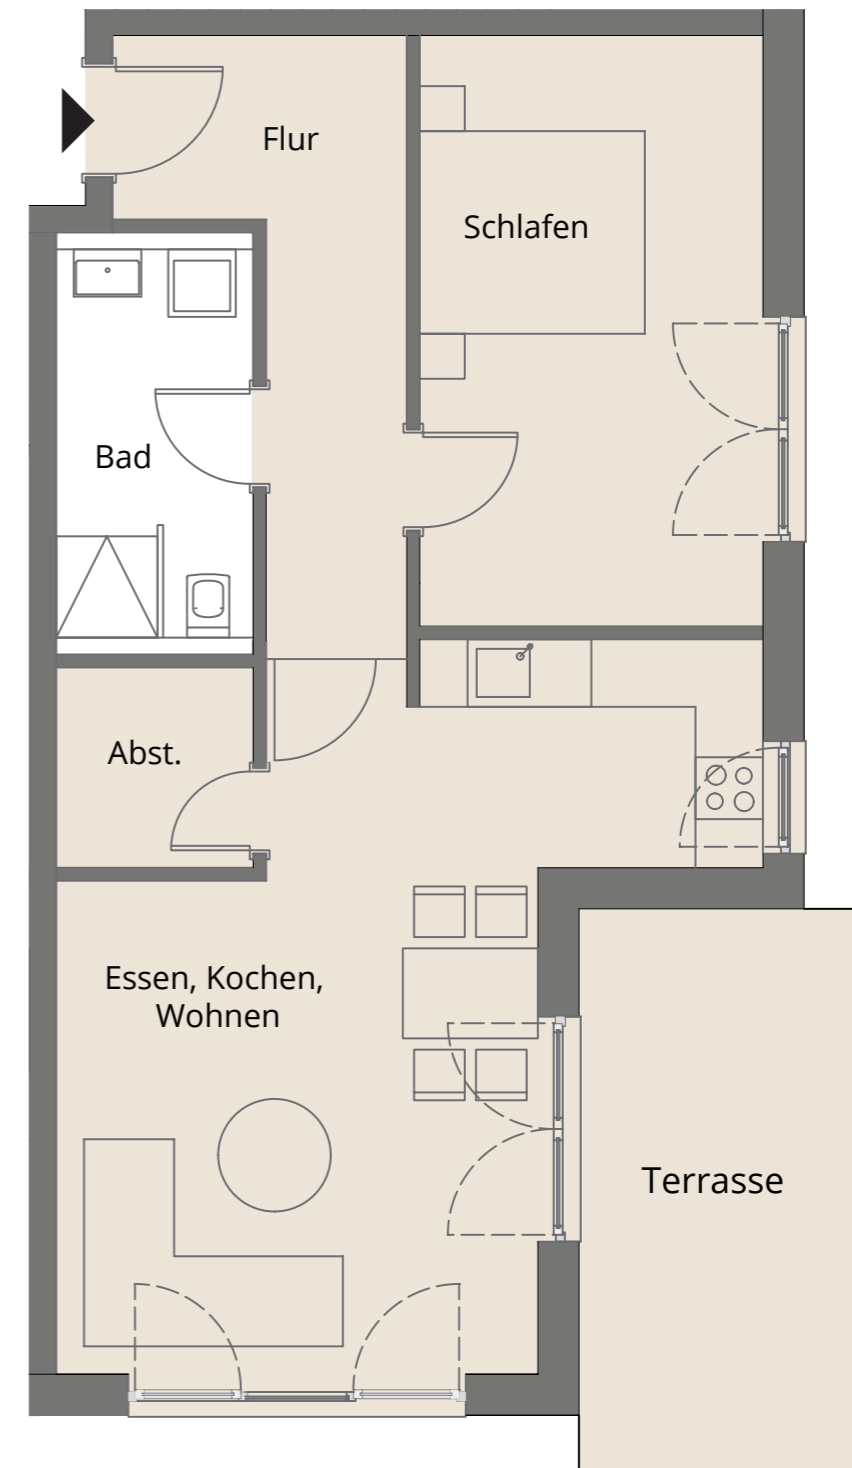 Flur
Schlafen
Bad
Abst.
Essen, Kochen,
Wohnen
Terrasse